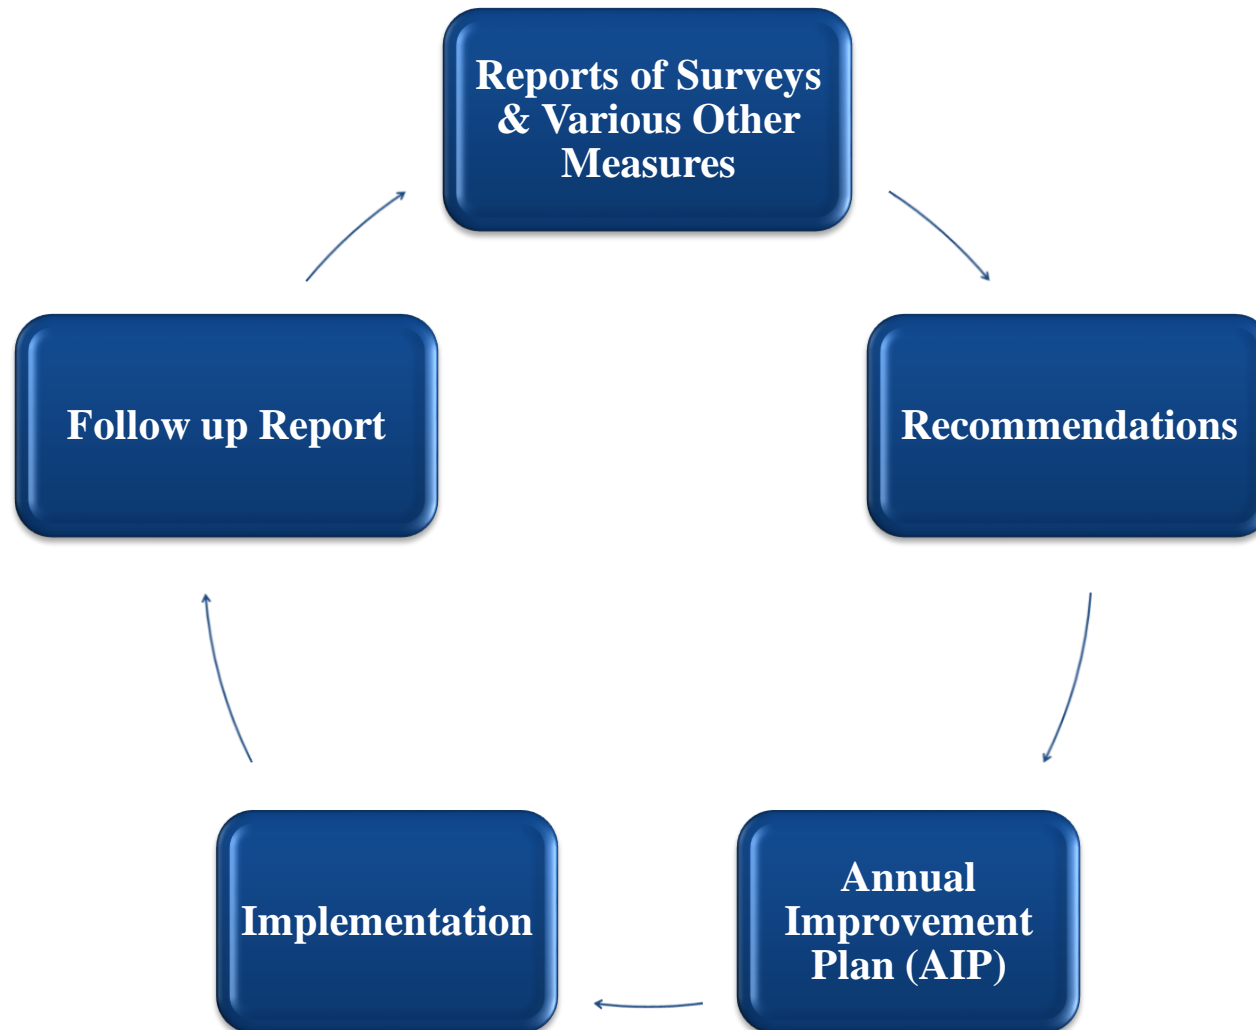 Reports of Surveys
& Various Other
Measures
Recommendations
Annual
Improvement
Plan (AIP)
Implementation
Follow up Report